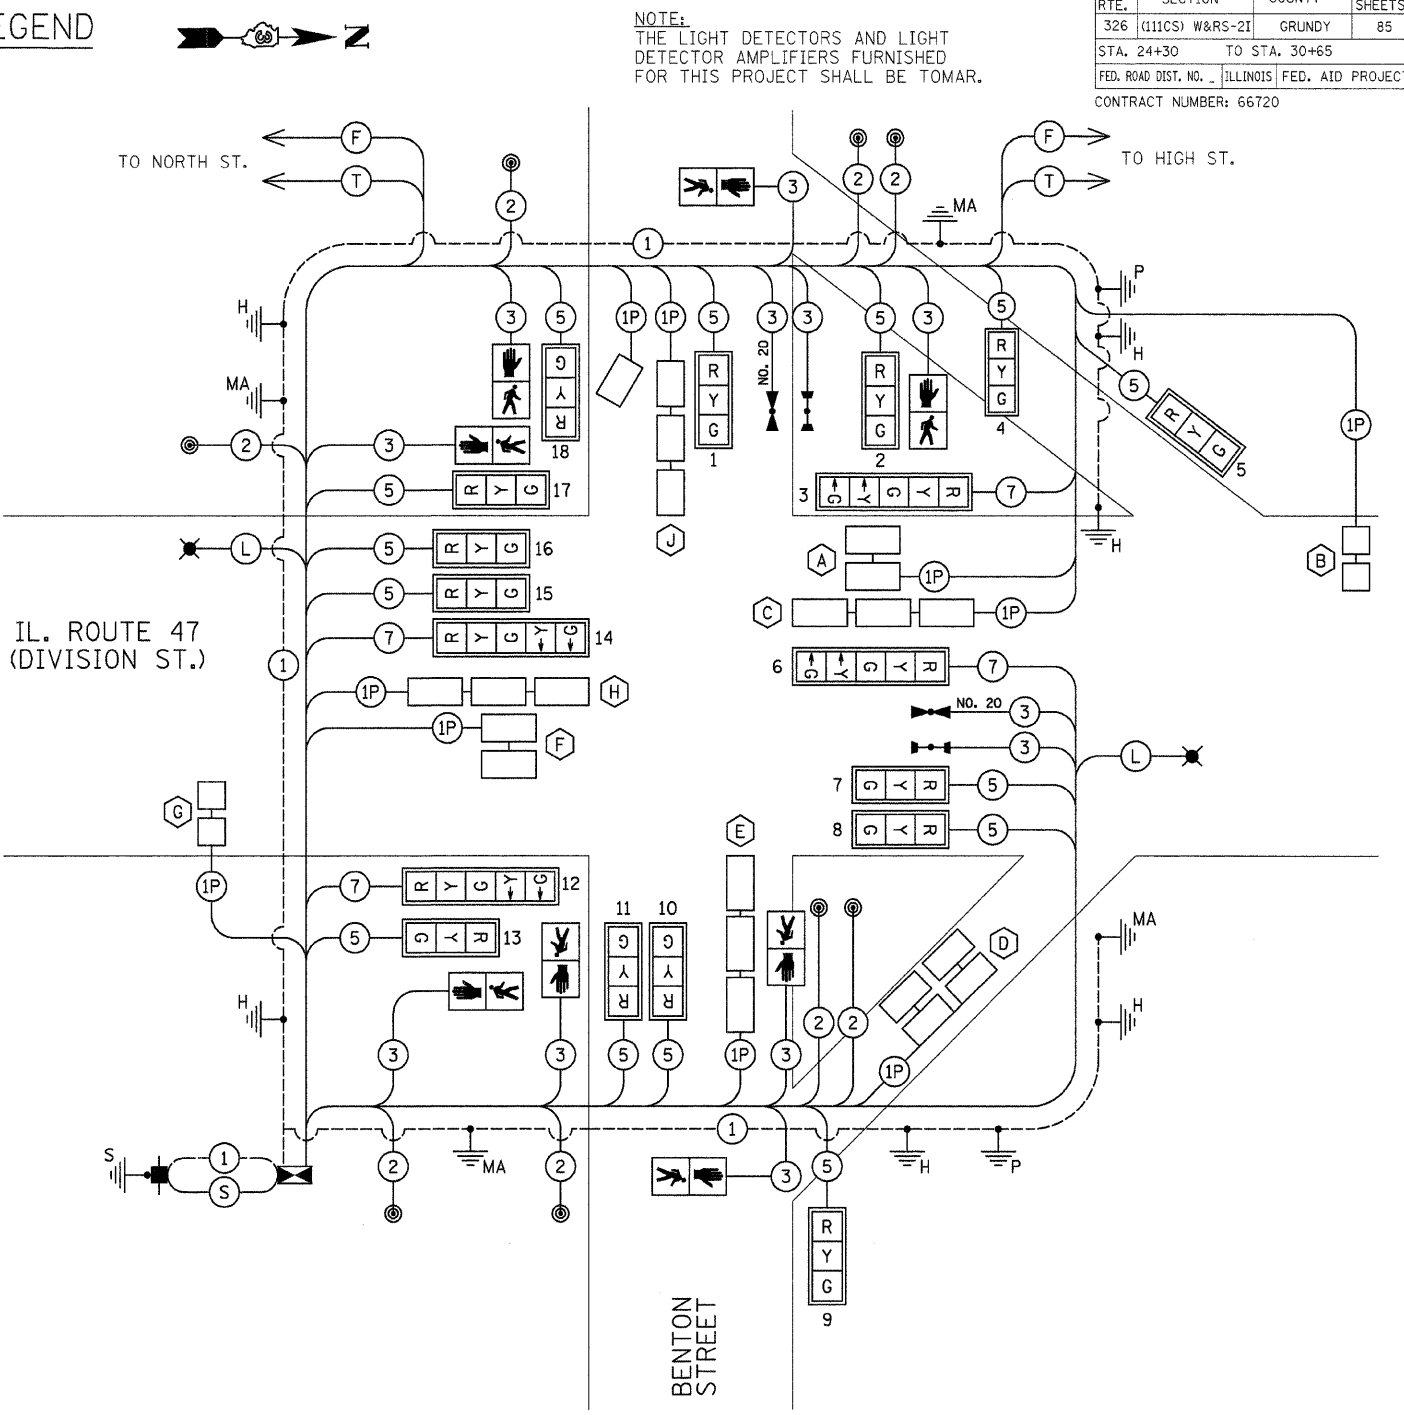 EGEND
3
N
NOTE:
THE LIGHT DETECTORS AND LIGHT
DETECTOR AMPLIFIERS FURNISHED
FOR THIS PROJECT SHALL BE TOMAR.
RTE. SECTION COUNTY SHEETS
326 (111CS) W&RS-2I GRUNDY 85
STA. 24+30 TO STA. 30+65
FED. ROAD DIST. NO. _ ILLINOIS FED. AID PROJECT
CONTRACT NUMBER: 66720
TO NORTH ST.
F
T
2
3
2
2
F
T
TO HIGH ST.
1
MA
H
P
H
MA
3
5
1P
1P
5
3
3
5
3
5
NO. 20
G Y R
18
R Y G
1
R Y G
2
R Y G
4
5
R Y G
5
1P
2
3
5
R Y G
17
J
3
G Y G Y R
7
H
L
5
R Y G
16
5
R Y G
15
7
R Y G Y G
14
A
1P
B
C
1P
IL. ROUTE 47
(DIVISION ST.)
1
1P
H
1P
F
6
G Y G Y R
7
NO. 20
3
3
L
7
G Y R
5
8
G Y R
5
G
1P
E
7
R Y G Y G
12
5
G Y R
13
11
G Y R
10
G Y R
D
MA
H
H
3
3
5
5
1P
3
2
2
1P
1
S
1
S
2
MA
2
3
5
H
P
R Y G
9
BENTON
STREET